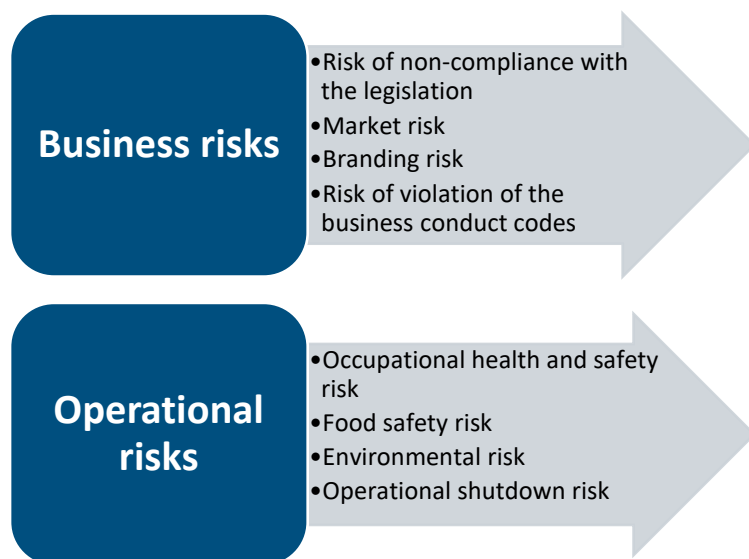 Business risks
•Risk of non-compliance with
the legislation
•Market risk
•Branding risk
•Risk of violation of the
business conduct codes
Operational
risks
•Occupational health and safety
risk
•Food safety risk
•Environmental risk
•Operational shutdown risk